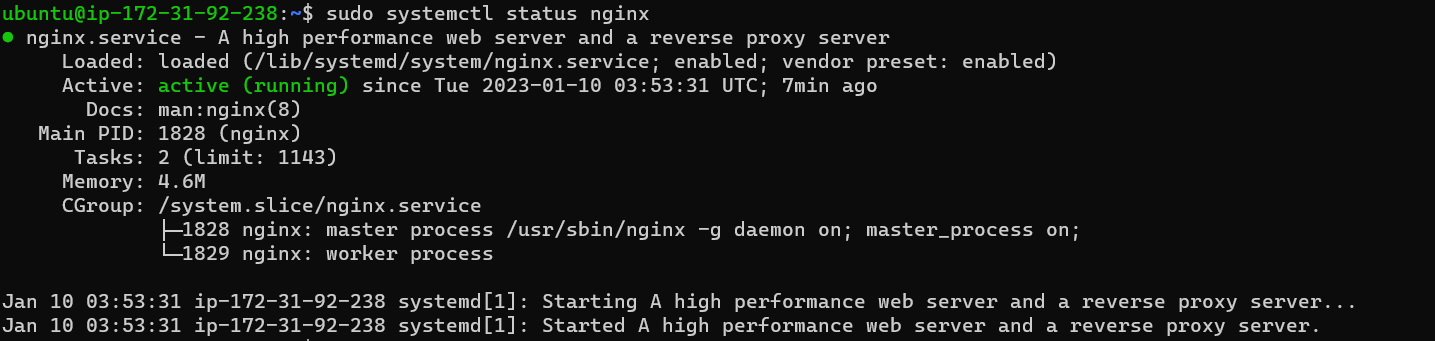 ubuntu@ip-172-31-92-238:~$ sudo systemctl status nginx
● nginx.service - A high performance web server and a reverse proxy server
     Loaded: loaded (/lib/systemd/system/nginx.service; enabled; vendor preset: enabled)
     Active: active (running) since Tue 2023-01-10 03:53:31 UTC; 7min ago
       Docs: man:nginx(8)
   Main PID: 1828 (nginx)
      Tasks: 2 (limit: 1143)
     Memory: 4.6M
     CGroup: /system.slice/nginx.service
             ├─1828 nginx: master process /usr/sbin/nginx -g daemon on; master_process on;
             └─1829 nginx: worker process

Jan 10 03:53:31 ip-172-31-92-238 systemd[1]: Starting A high performance web server and a reverse proxy server...
Jan 10 03:53:31 ip-172-31-92-238 systemd[1]: Started A high performance web server and a reverse proxy server.